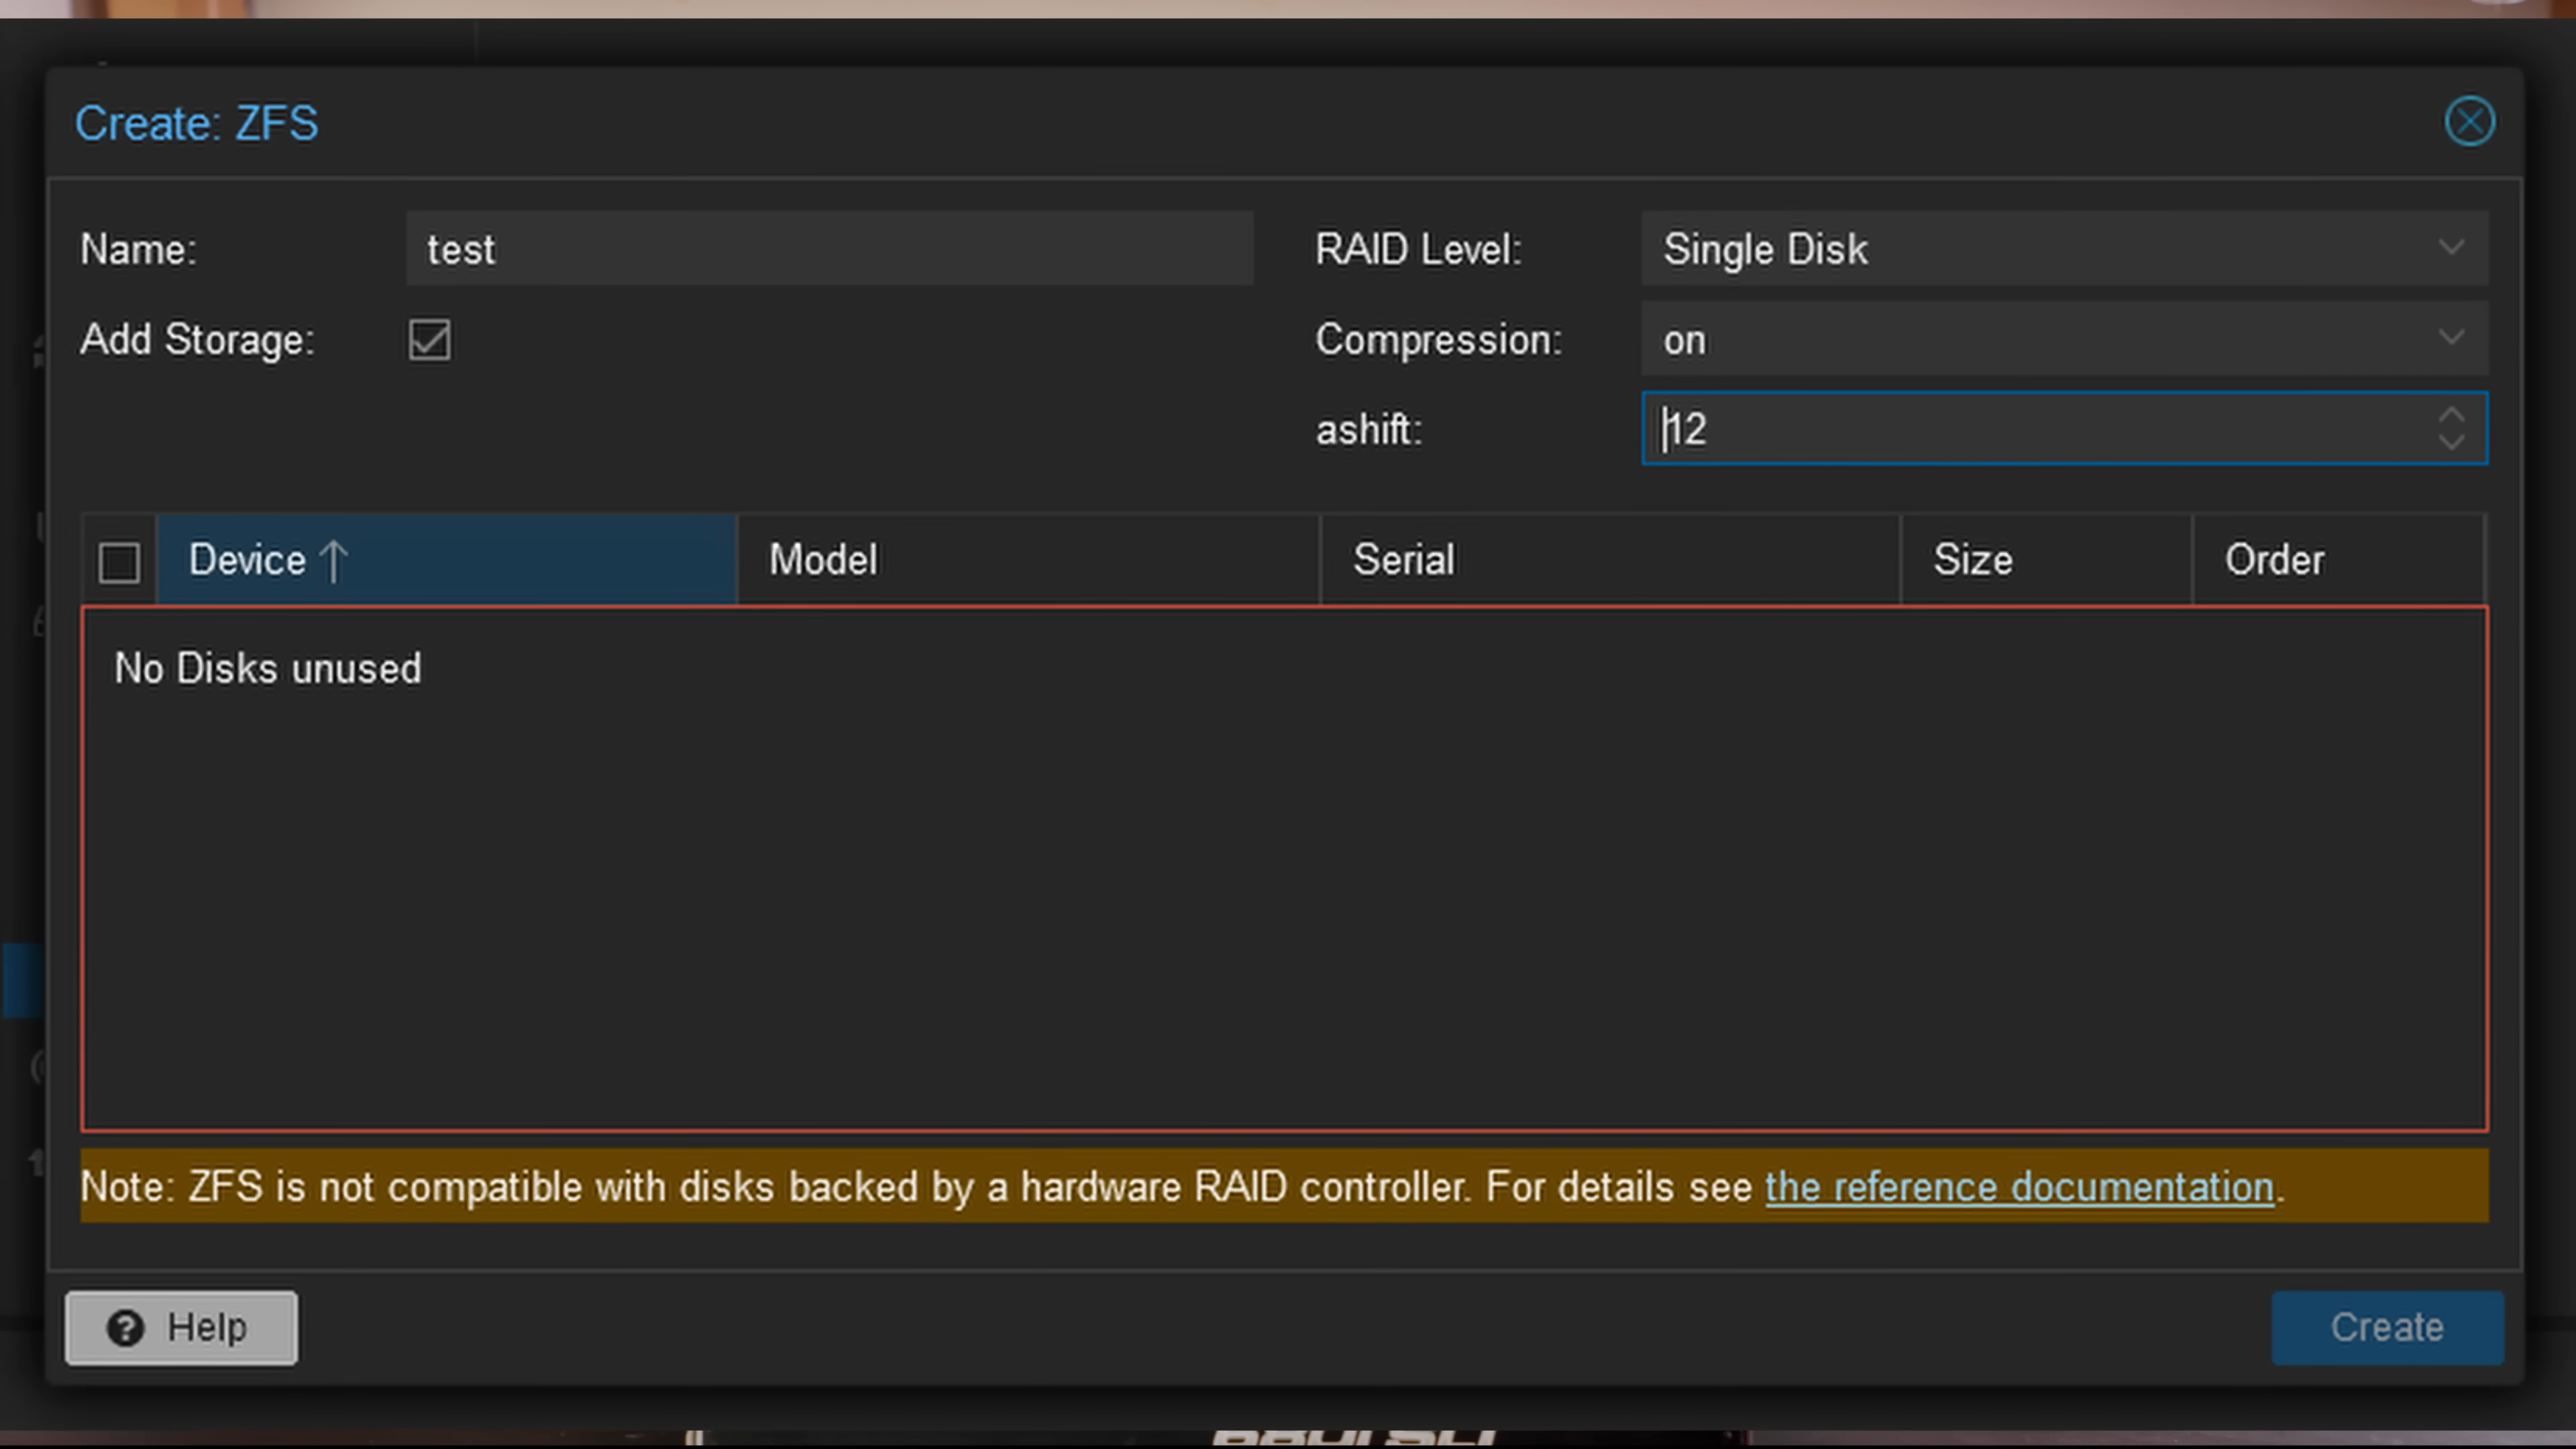 Create: ZFS
Name: test RAID Level: Single Disk
Add Storage: Compression: on
ashift: 12
Device Model Serial Size Order
No Disks unused
Note: ZFS is not compatible with disks backed by a hardware RAID controller. For details see the reference documentation.
Help Create